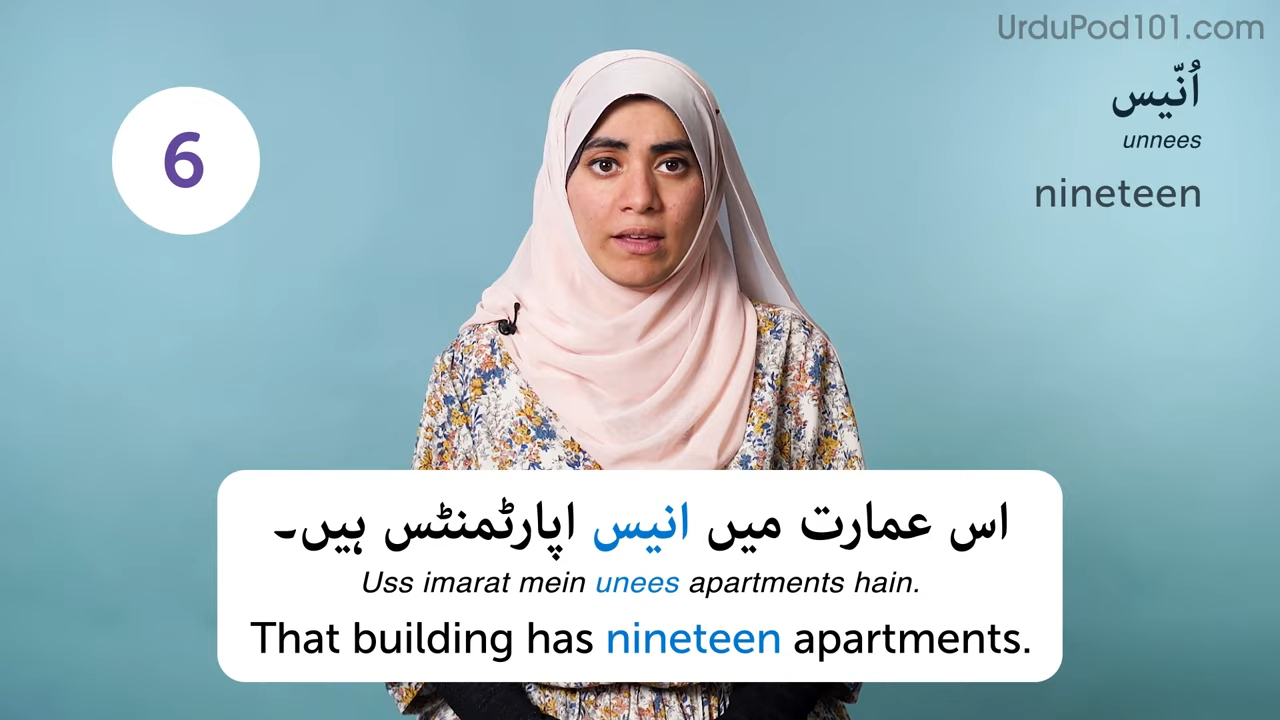 UrduPod101.com
6
اُنّیس
unnees
nineteen
اس عمارت میں انیس اپارٹمنٹس ہیں۔
Uss imarat mein unees apartments hain.
That building has nineteen apartments.